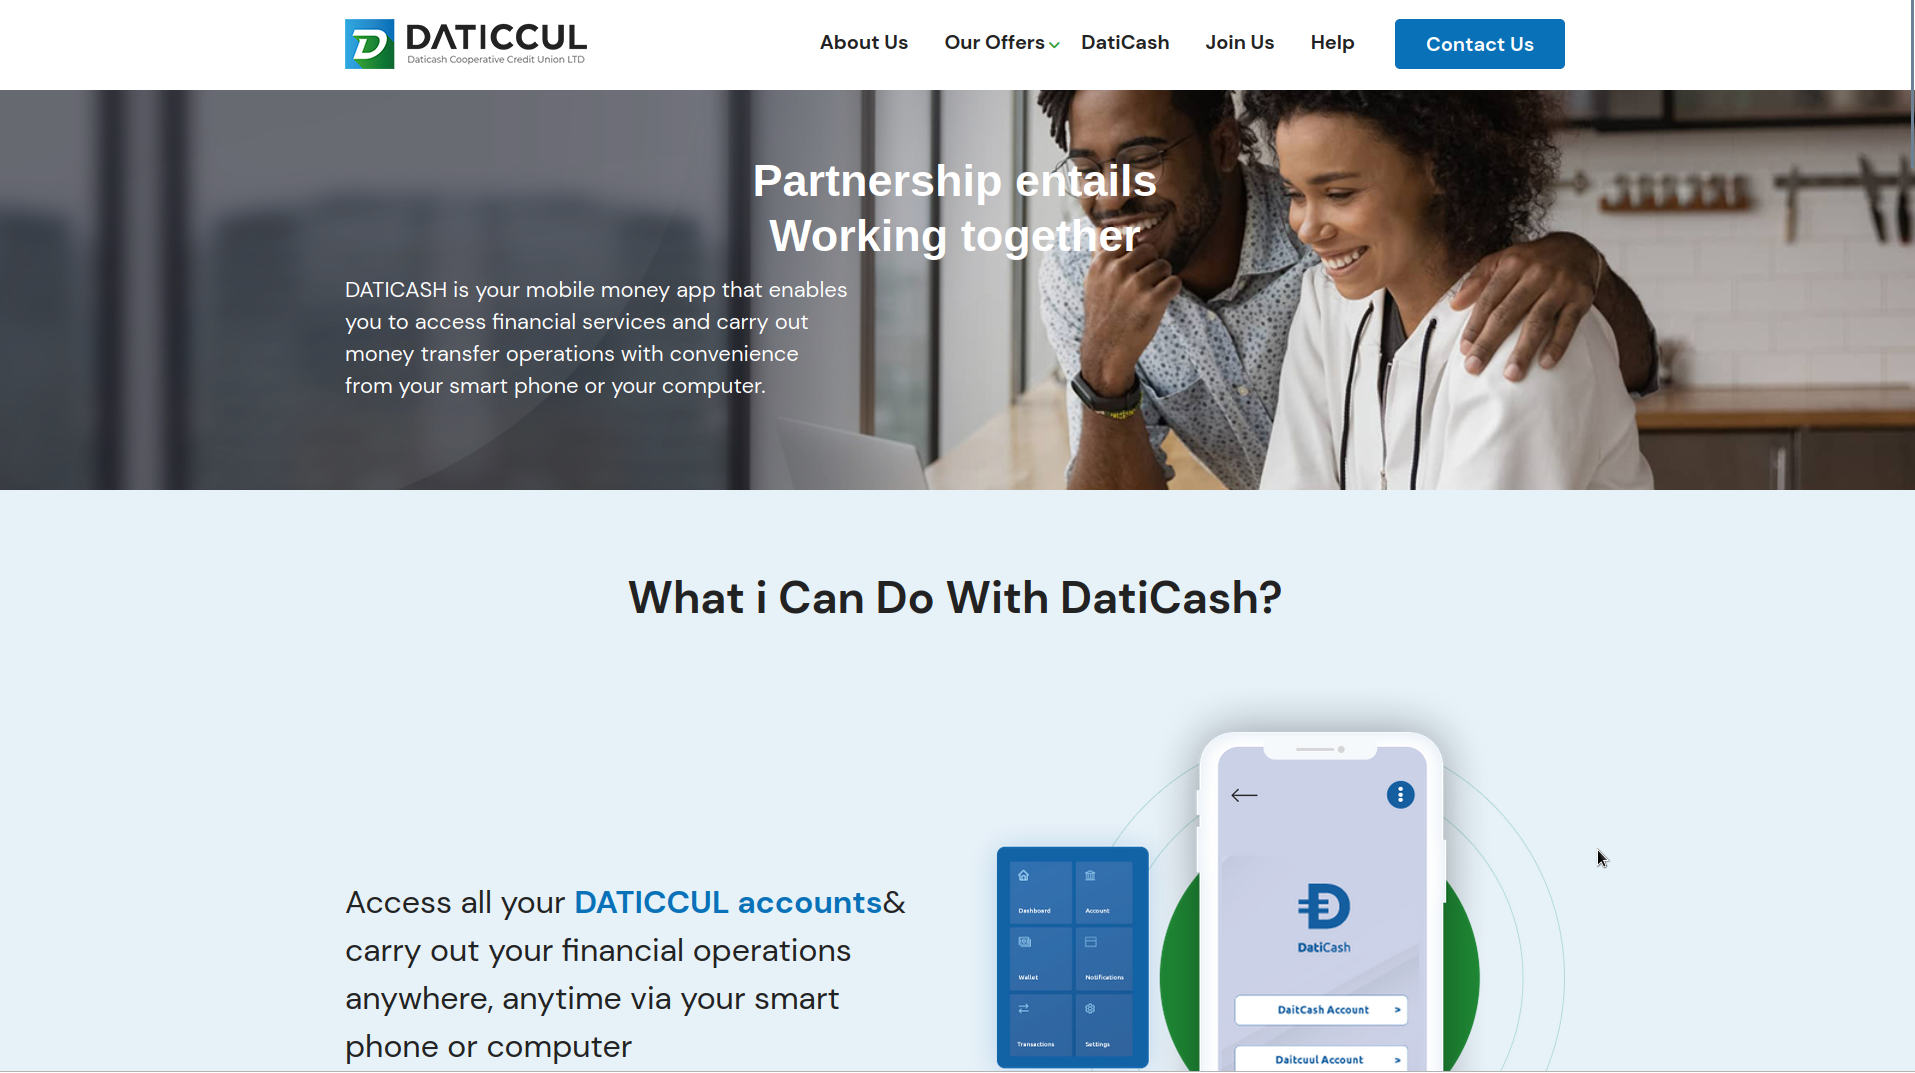 DATICCUL
Daticash Cooperative Credit Union LTD
About Us
Our Offers
DatiCash
Join Us
Help
Contact Us
Partnership entails
Working together
DATICASH is your mobile money app that enables
you to access financial services and carry out
money transfer operations with convenience
from your smart phone or your computer.
What i Can Do With DatiCash?
Access all your DATICCUL accounts&
carry out your financial operations
anywhere, anytime via your smart
phone or computer
Dashboard
Account
Wallet
Notifications
Transactions
Settings
DatiCash
DaitCash Account >
Daitcuul Account >